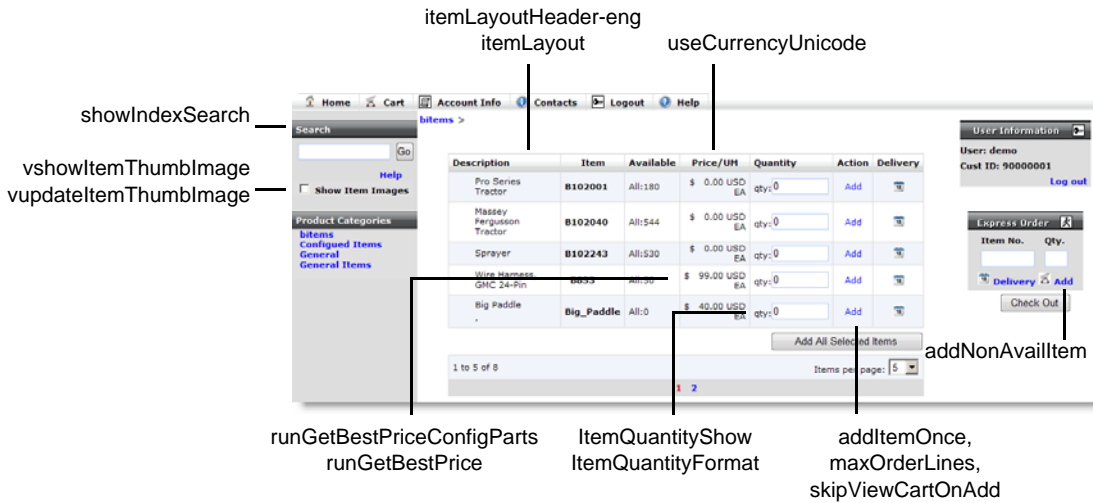 itemLayoutHeader-eng
itemLayout
useCurrencyUnicode
showIndexSearch
vshowItemThumbImage
vupdateItemThumbImage
Home Cart Account Info Contacts Logout Help
Search
Go
Help
Show Item Images
Product Categories
bitems
Configued Items
General
General Items
bitems >
Description Item Available Price/UM Quantity Action Delivery
Pro Series
Tractor
B102001 All:180 $ 0.00 USD
EA
qty: 0 Add
Massey
Fergusson
Tractor
B102040 All:544 $ 0.00 USD
EA
qty: 0 Add
Sprayer B102243 All:530 $ 0.00 USD
EA
qty: 0 Add
Wire Harness,
GMC 24-Pin
$ 99.00 USD
EA
qty: 0 Add
Big Paddle
.
Big_Paddle All:0 $ 40.00 USD
EA
qty: 0 Add
Add All Selected Items
1 to 5 of 8
Items per page: 5
1 2
User Information
User: demo
Cust ID: 90000001
Log out
Express Order
Item No. Qty.
Delivery Add
Check Out
addNonAvailItem
runGetBestPriceConfigParts
runGetBestPrice
ItemQuantityShow
ItemQuantityFormat
addItemOnce,
maxOrderLines,
skipViewCartOnAdd